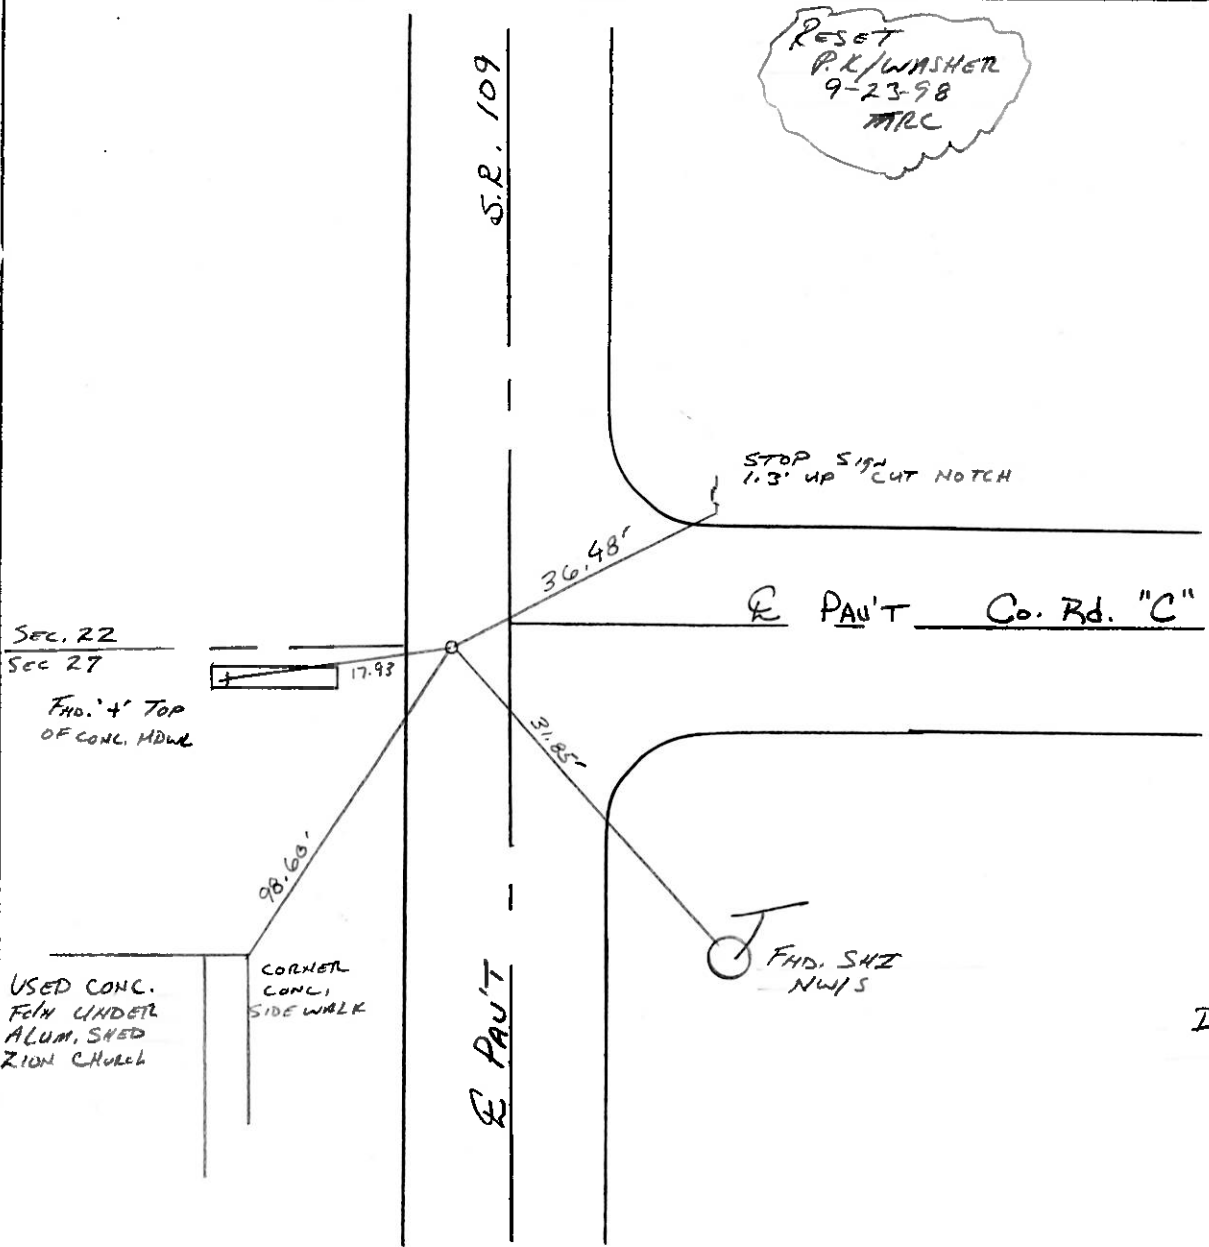 RESET
P.K/WASHER
9-23-98
MRC
S.R. 109
STOP SIGN
1.3' UP CUT NOTCH
36.48'
℄ PAV'T Co. Rd. "C"
SEC. 22
SEC 27
17.93
FND. '+' TOP
OF CONC. HDWL
31.85'
98.60'
CORNER
CONC.
SIDEWALK
USED CONC.
UNDER
ALUM. SHED
ZION CHURCH
FND.
NW/S
℄ PAV'T